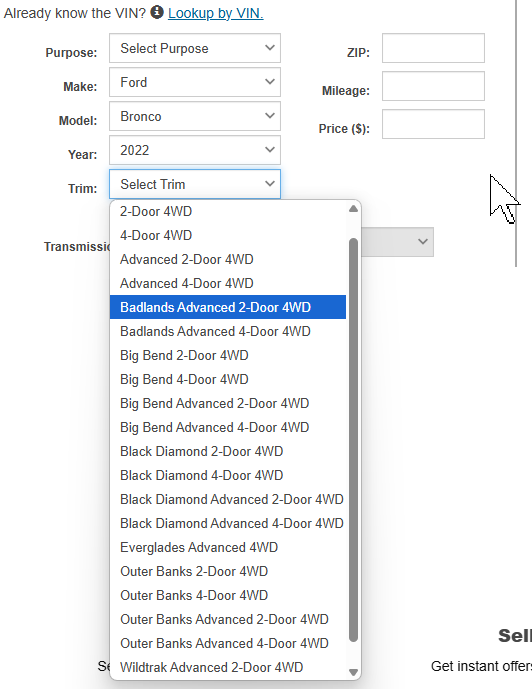 Already know the VIN? Lookup by VIN.
Purpose: Select Purpose ZIP:
Make: Ford Mileage:
Model: Bronco Price ($):
Year: 2022
Trim: Select Trim
2-Door 4WD
4-Door 4WD
Transmissi
Advanced 2-Door 4WD
Advanced 4-Door 4WD
Badlands Advanced 2-Door 4WD
Badlands Advanced 4-Door 4WD
Big Bend 2-Door 4WD
Big Bend 4-Door 4WD
Big Bend Advanced 2-Door 4WD
Big Bend Advanced 4-Door 4WD
Black Diamond 2-Door 4WD
Black Diamond 4-Door 4WD
Black Diamond Advanced 2-Door 4WD
Black Diamond Advanced 4-Door 4WD
Everglades Advanced 4WD
Outer Banks 2-Door 4WD
Outer Banks 4-Door 4WD
Outer Banks Advanced 2-Door 4WD
Outer Banks Advanced 4-Door 4WD
Wildtrak Advanced 2-Door 4WD
Sell
Se
Get instant offers